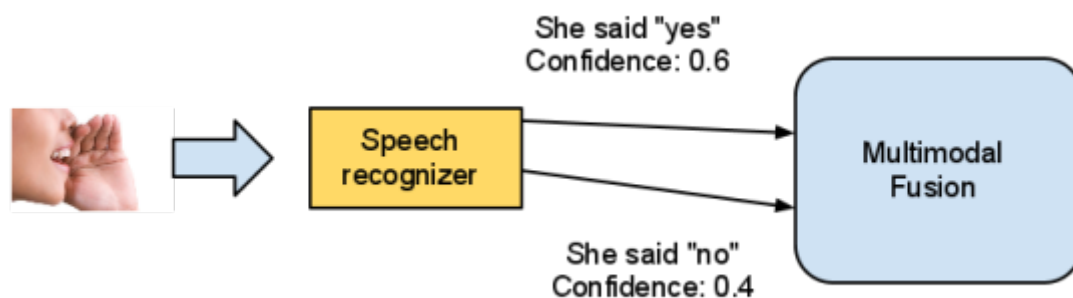 She said "yes"
Confidence: 0.6
Speech
recognizer
Multimodal
Fusion
She said "no"
Confidence: 0.4